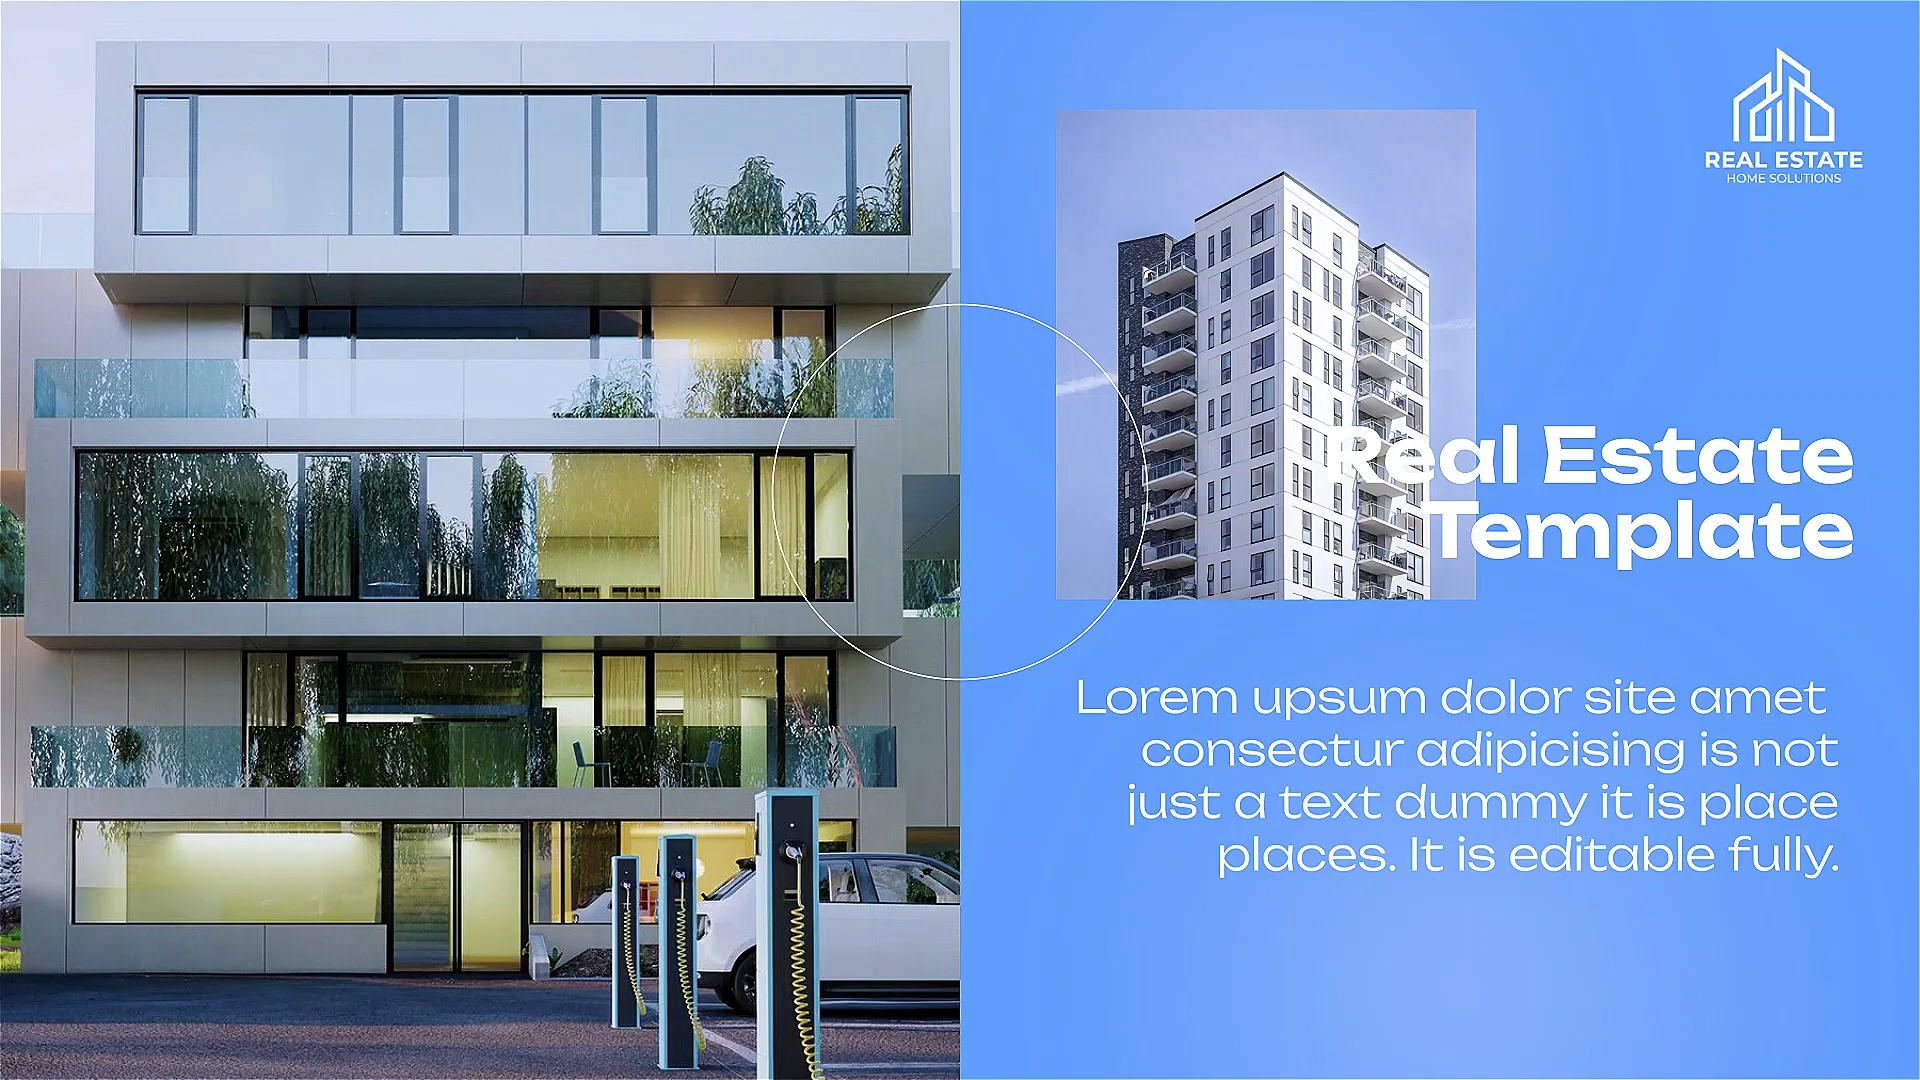 REAL ESTATE
HOME SOLUTIONS
Real Estate
Template
Lorem upsum dolor site amet
consectur adipicising is not
just a text dummy it is place
places. It is editable fully.